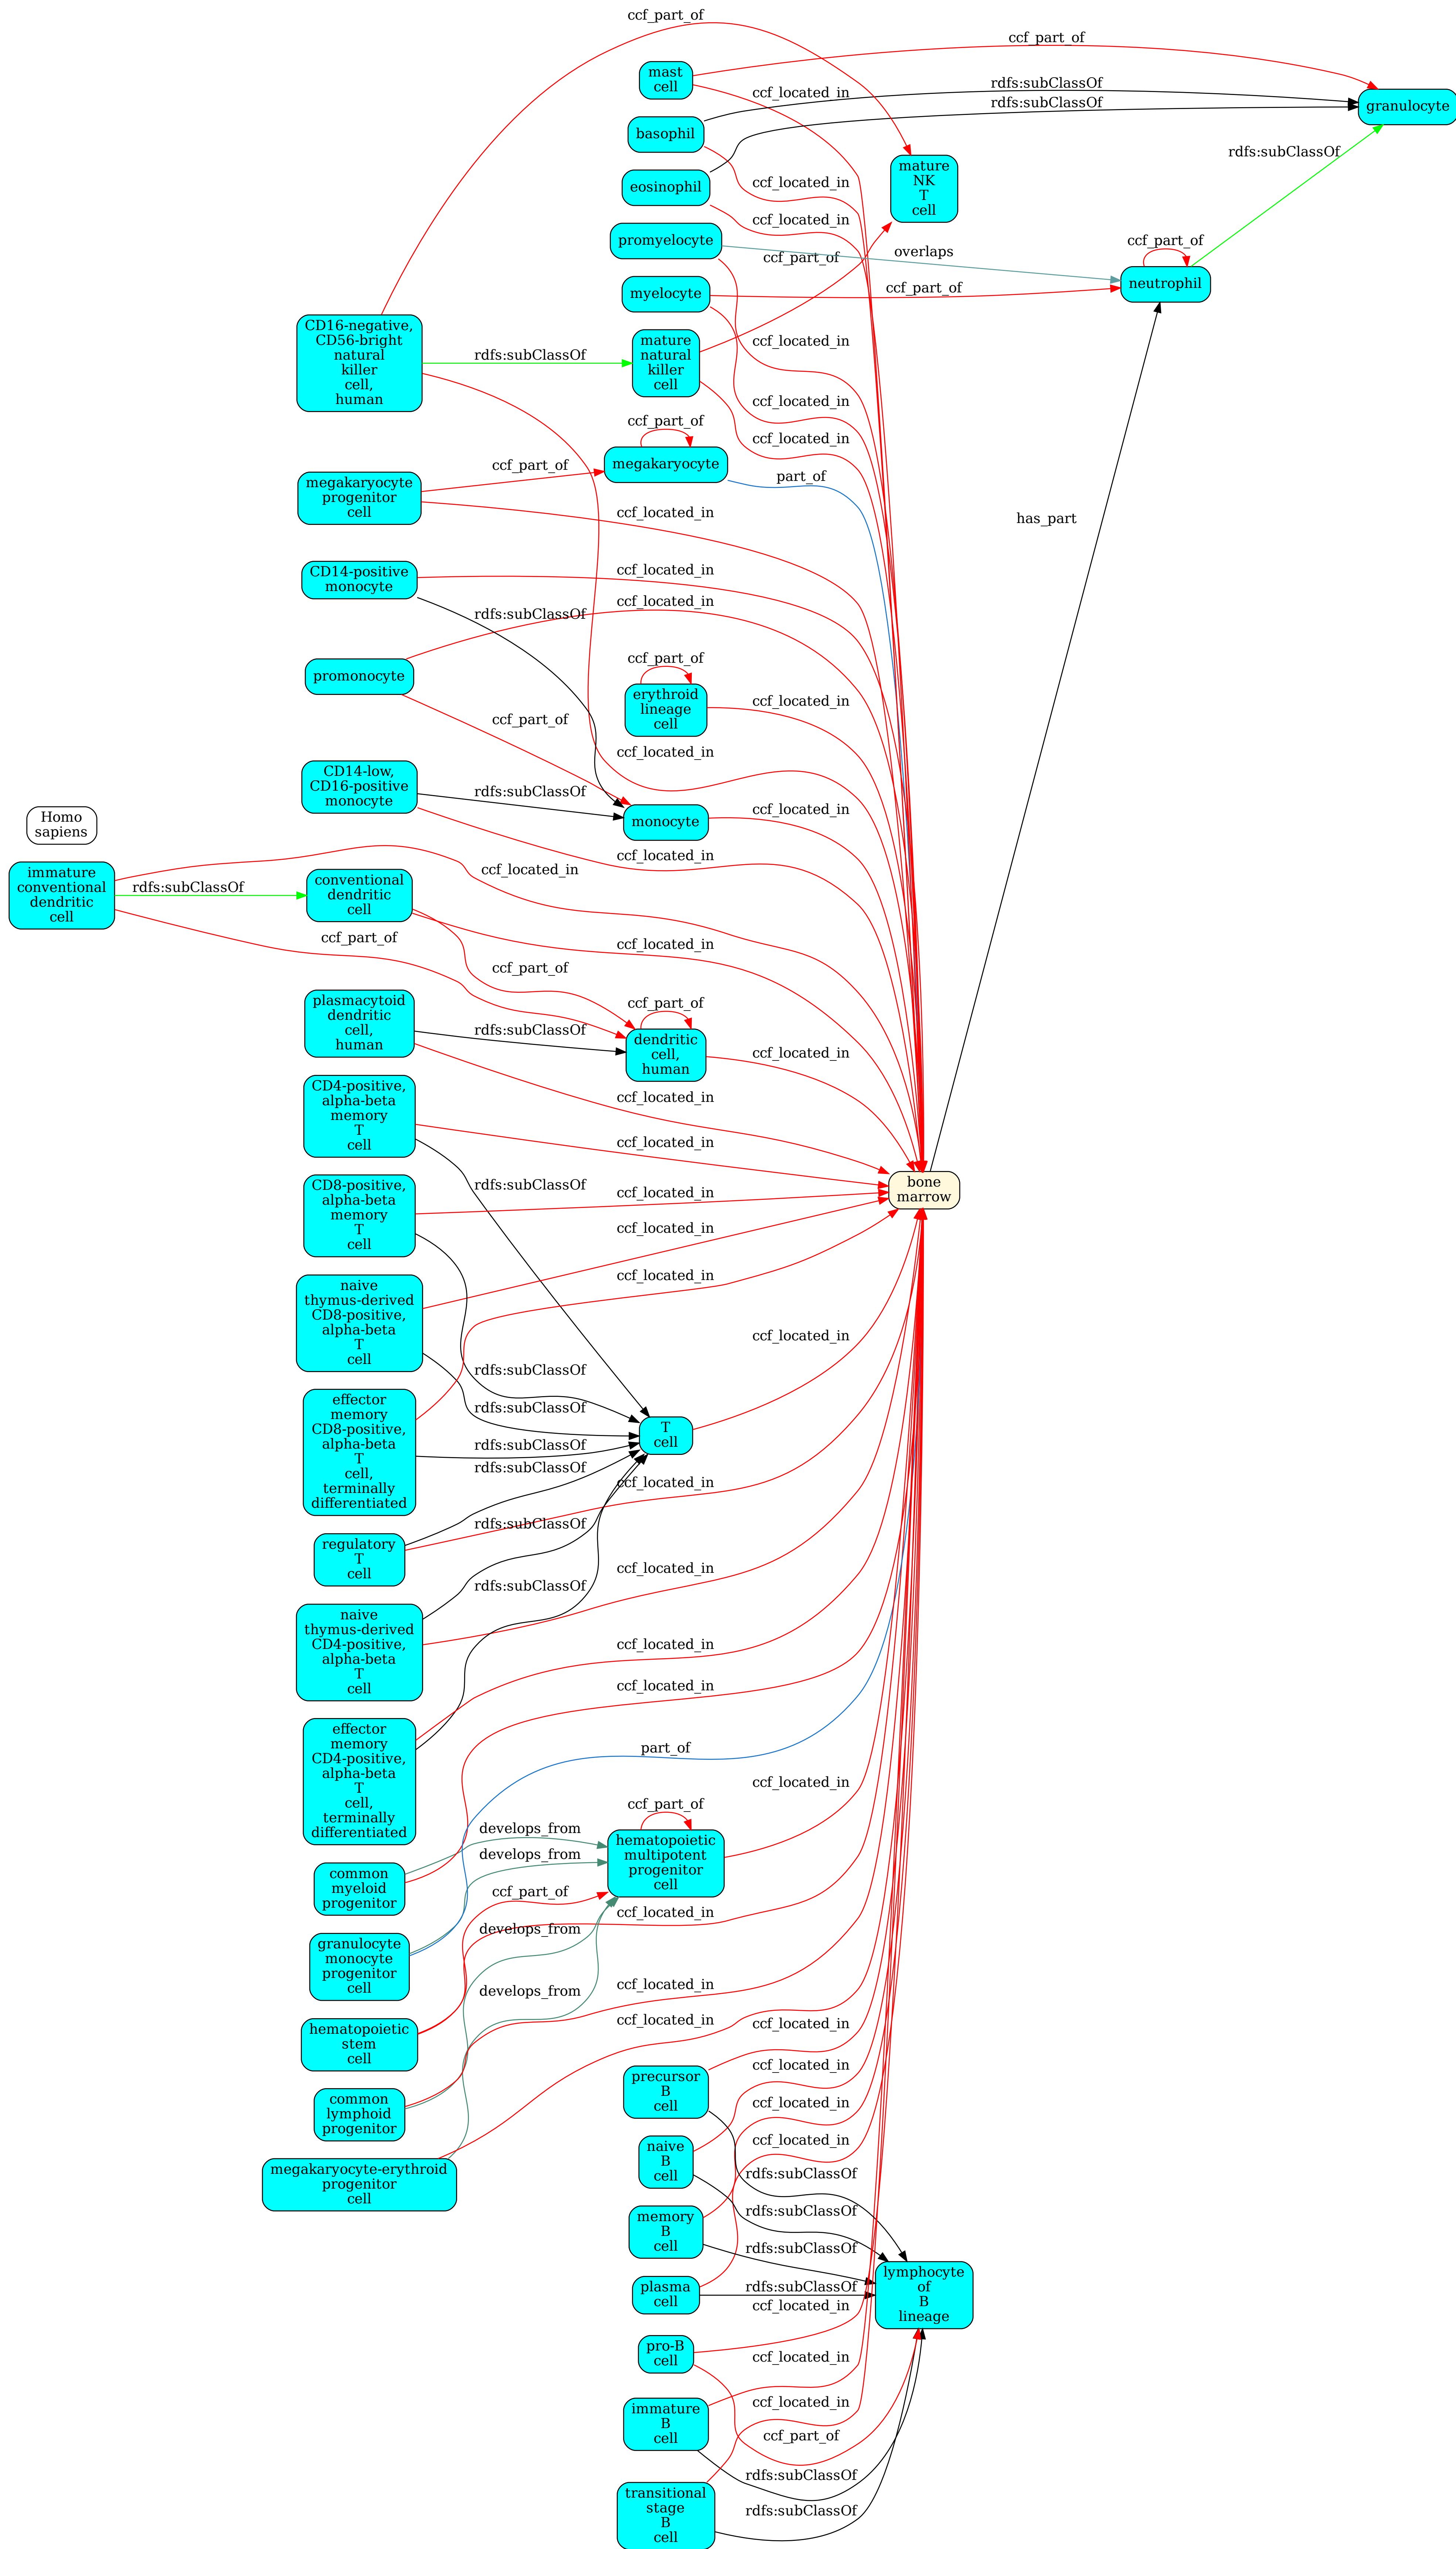 ccf_part_of
ccf_part_of
mast
cell
rdfs:subClassOf
ccf_located_in
rdfs:subClassOf
granulocyte
basophil
rdfs:subClassOf
mature
NK
T
cell
eosinophil
ccf_located_in
ccf_located_in
promyelocyte
ccf_part_of
overlaps
ccf_part_of
neutrophil
myelocyte
ccf_part_of
CD16-negative,
CD56-bright
natural
killer
cell,
human
rdfs:subClassOf
mature
natural
killer
cell
ccf_located_in
ccf_located_in
ccf_part_of
ccf_located_in
megakaryocyte
ccf_part_of
part_of
megakaryocyte
progenitor
cell
ccf_located_in
has_part
CD14-positive
monocyte
ccf_located_in
rdfs:subClassOf
ccf_located_in
promonocyte
ccf_part_of
erythroid
lineage
cell
ccf_located_in
ccf_part_of
ccf_located_in
CD14-low,
CD16-positive
monocyte
rdfs:subClassOf
monocyte
ccf_located_in
Homo
sapiens
ccf_located_in
immature
conventional
dendritic
cell
rdfs:subClassOf
conventional
dendritic
cell
ccf_located_in
ccf_part_of
ccf_located_in
ccf_part_of
plasmacytoid
dendritic
cell,
human
rdfs:subClassOf
ccf_part_of
dendritic
cell,
human
ccf_located_in
ccf_located_in
CD4-positive,
alpha-beta
memory
T
cell
ccf_located_in
rdfs:subClassOf
bone
marrow
CD8-positive,
alpha-beta
memory
T
cell
ccf_located_in
ccf_located_in
naive
thymus-derived
CD8-positive,
alpha-beta
T
cell
ccf_located_in
ccf_located_in
rdfs:subClassOf
effector
memory
CD8-positive,
alpha-beta
T
cell,
terminally
differentiated
rdfs:subClassOf
T
cell
rdfs:subClassOf
rdfs:subClassOf
ccf_located_in
regulatory
T
cell
rdfs:subClassOf
ccf_located_in
rdfs:subClassOf
naive
thymus-derived
CD4-positive,
alpha-beta
T
cell
ccf_located_in
ccf_located_in
effector
memory
CD4-positive,
alpha-beta
T
cell,
terminally
differentiated
part_of
ccf_located_in
ccf_part_of
common
myeloid
progenitor
develops_from
hematopoietic
multipotent
progenitor
cell
develops_from
ccf_part_of
ccf_located_in
granulocyte
monocyte
progenitor
cell
develops_from
ccf_located_in
develops_from
hematopoietic
stem
cell
ccf_located_in
ccf_located_in
common
lymphoid
progenitor
precursor
B
cell
ccf_located_in
ccf_located_in
megakaryocyte-erythroid
progenitor
cell
naive
B
cell
ccf_located_in
rdfs:subClassOf
memory
B
cell
rdfs:subClassOf
rdfs:subClassOf
lymphocyte
of
B
lineage
plasma
cell
rdfs:subClassOf
ccf_located_in
pro-B
cell
ccf_located_in
immature
B
cell
ccf_located_in
ccf_part_of
rdfs:subClassOf
transitional
stage
B
cell
rdfs:subClassOf